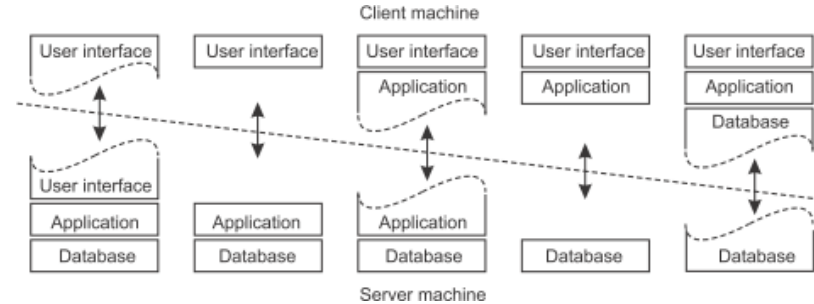 Client machine
User interface User interface User interface User interface User interface
Application Application Application
Database
User interface
Application Application Application
Database Database Database Database Database
Server machine